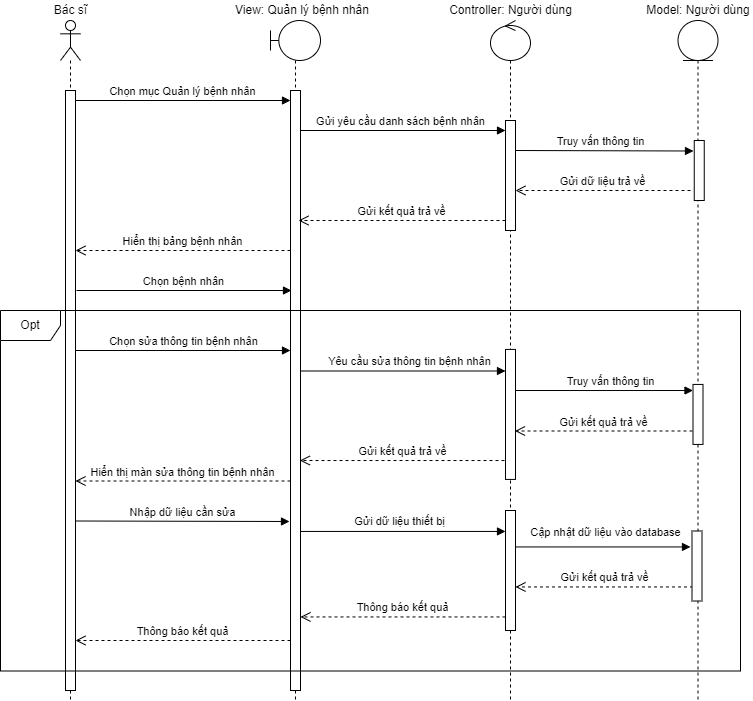 Bác sĩ
View: Quản lý bệnh nhân
Controller: Người dùng
Model: Người dùng
Chọn mục Quản lý bệnh nhân
Gửi yêu cầu danh sách bệnh nhân
Truy vấn thông tin
Gửi dữ liệu trả về
Gửi kết quả trả về
Hiển thị bảng bệnh nhân
Chọn bệnh nhân
Opt
Chọn sửa thông tin bệnh nhân
Yêu cầu sửa thông tin bệnh nhân
Truy vấn thông tin
Gửi kết quả trả về
Gửi kết quả trả về
Hiển thị màn sửa thông tin bệnh nhân
Nhập dữ liệu cần sửa
Gửi dữ liệu thiết bị
Cập nhật dữ liệu vào database
Gửi kết quả trả về
Thông báo kết quả
Thông báo kết quả